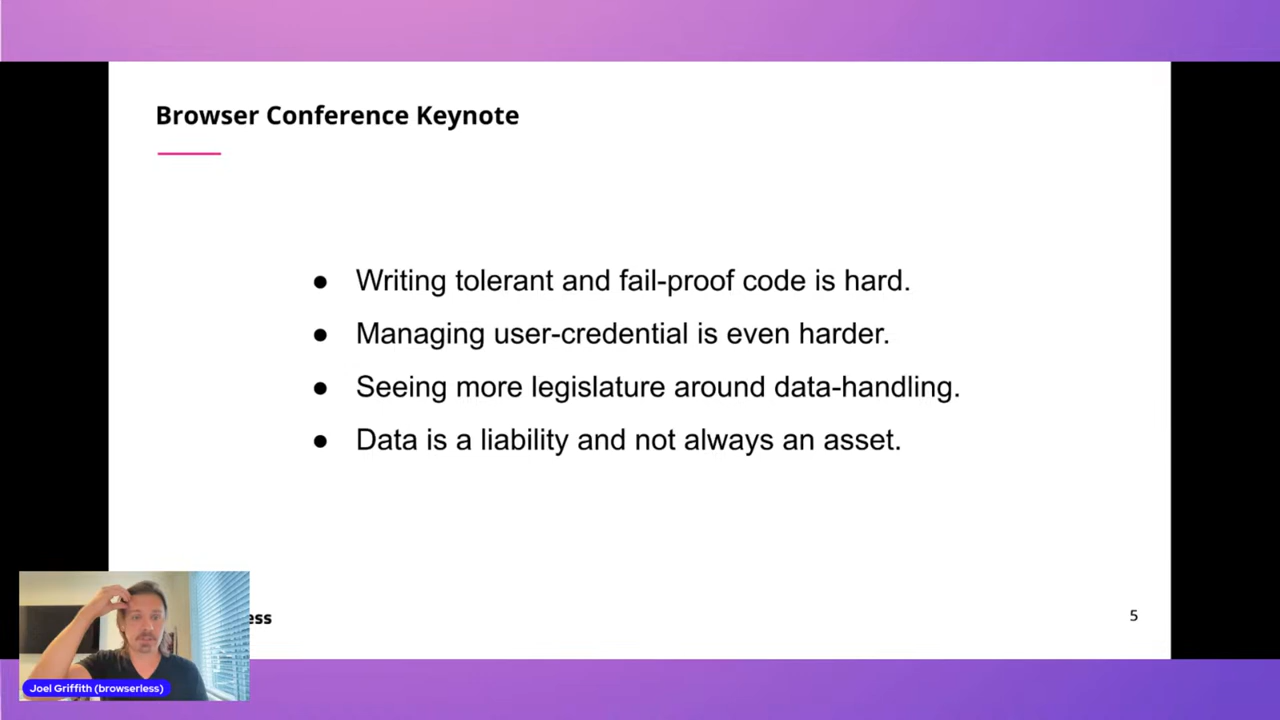 Browser Conference Keynote
● Writing tolerant and fail-proof code is hard.
● Managing user-credential is even harder.
● Seeing more legislature around data-handling.
● Data is a liability and not always an asset.
ess
5
Joel Griffith (browserless)